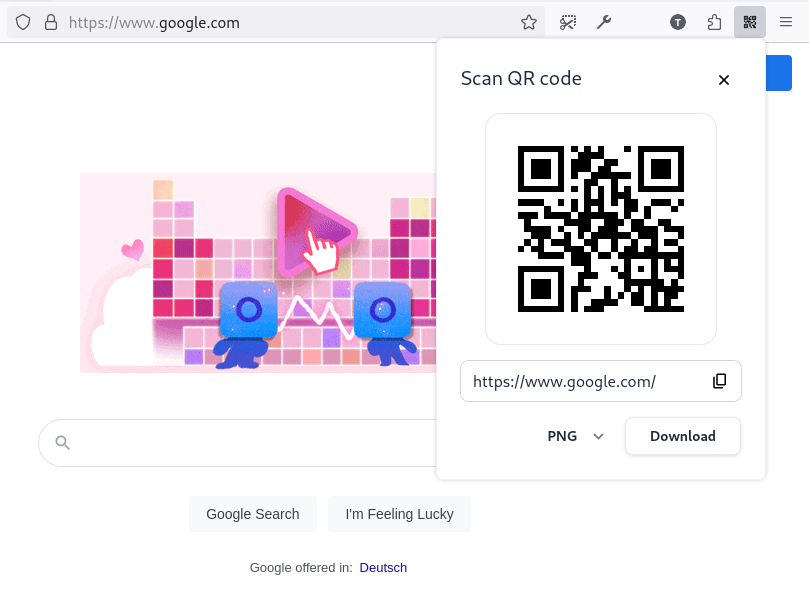 https://www.google.com
T
Scan QR code
https://www.google.com/
PNG
Download
Google Search
I'm Feeling Lucky
Google offered in: Deutsch